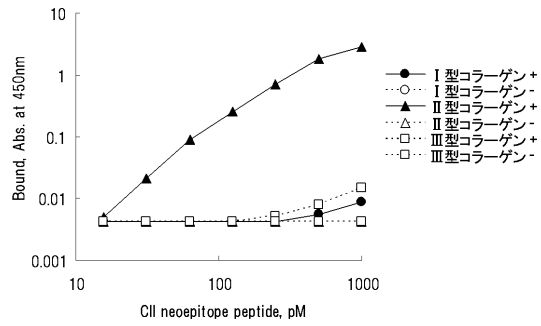 10
1
0.1
0.01
0.001
Bound, Abs. at 450nm
10
100
1000
CII neoepitope peptide, pM
Ⅰ型コラーゲン+
Ⅰ型コラーゲン-
Ⅱ型コラーゲン+
Ⅱ型コラーゲン-
Ⅲ型コラーゲン+
Ⅲ型コラーゲン-